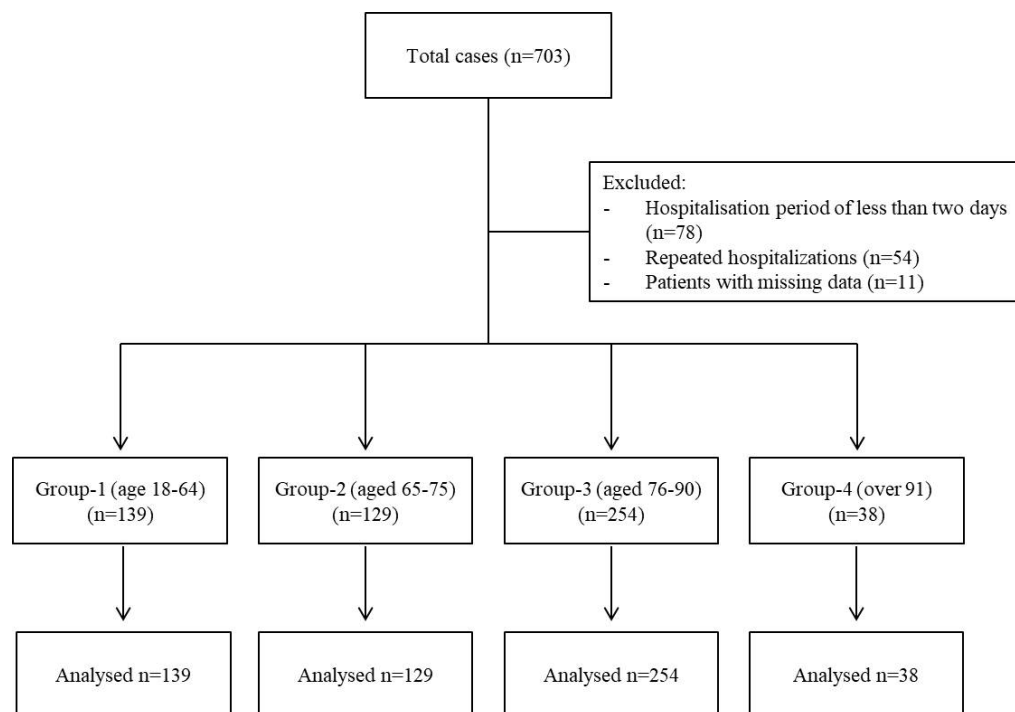 Total cases (n=703)
Excluded:
- Hospitalisation period of less than two days
(n=78)
- Repeated hospitalizations (n=54)
- Patients with missing data (n=11)
Group-1 (age 18-64)
(n=139)
Group-2 (aged 65-75)
(n=129)
Group-3 (aged 76-90)
(n=254)
Group-4 (over 91)
(n=38)
Analysed n=139
Analysed n=129
Analysed n=254
Analysed n=38